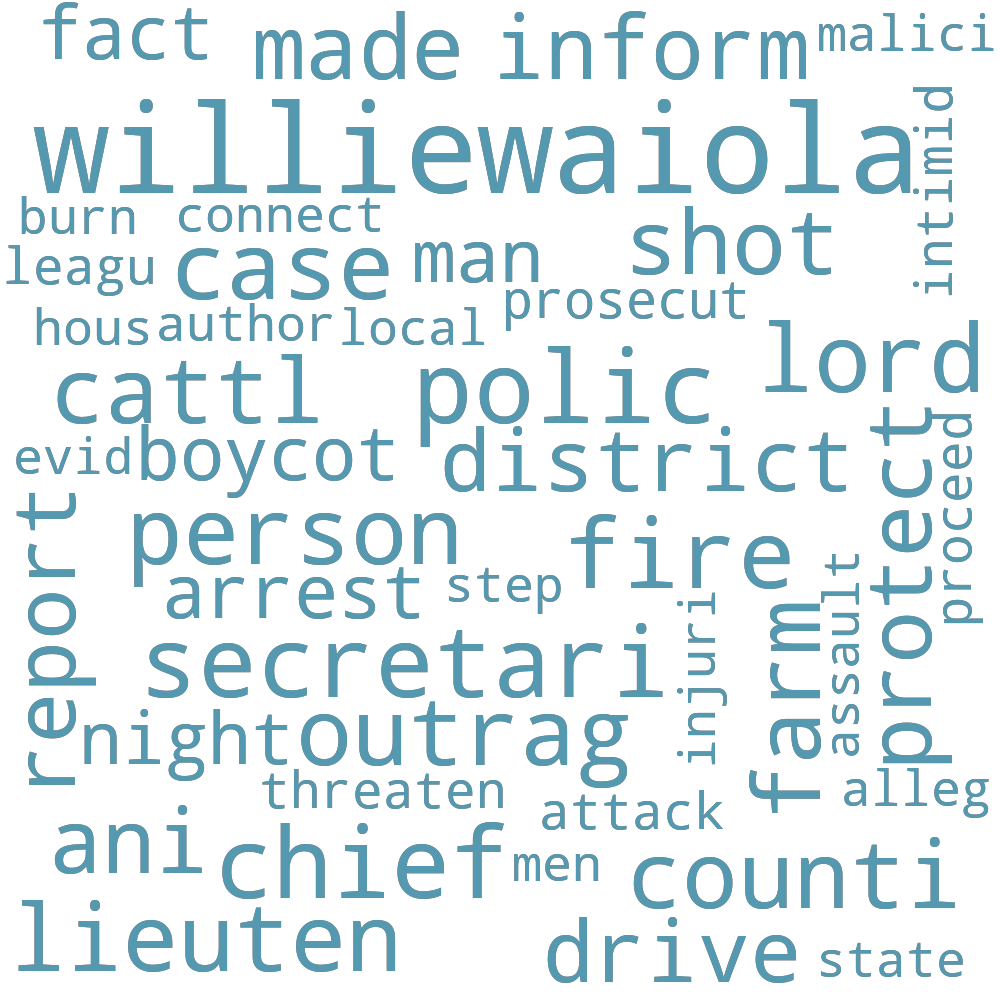 fact
made
inform
malici
williewaiola
intimid
burn
connect
leagu
case
man
shot
prosecut
hous
author
local
lord
cattl
polic
protect
proceed
evid
boycot
district
report
person
fire
arrest
step
injuri
farm
assault
secretari
night
outrag
threaten
attack
alleg
ani
chief
men
counti
lieuten
drive
state